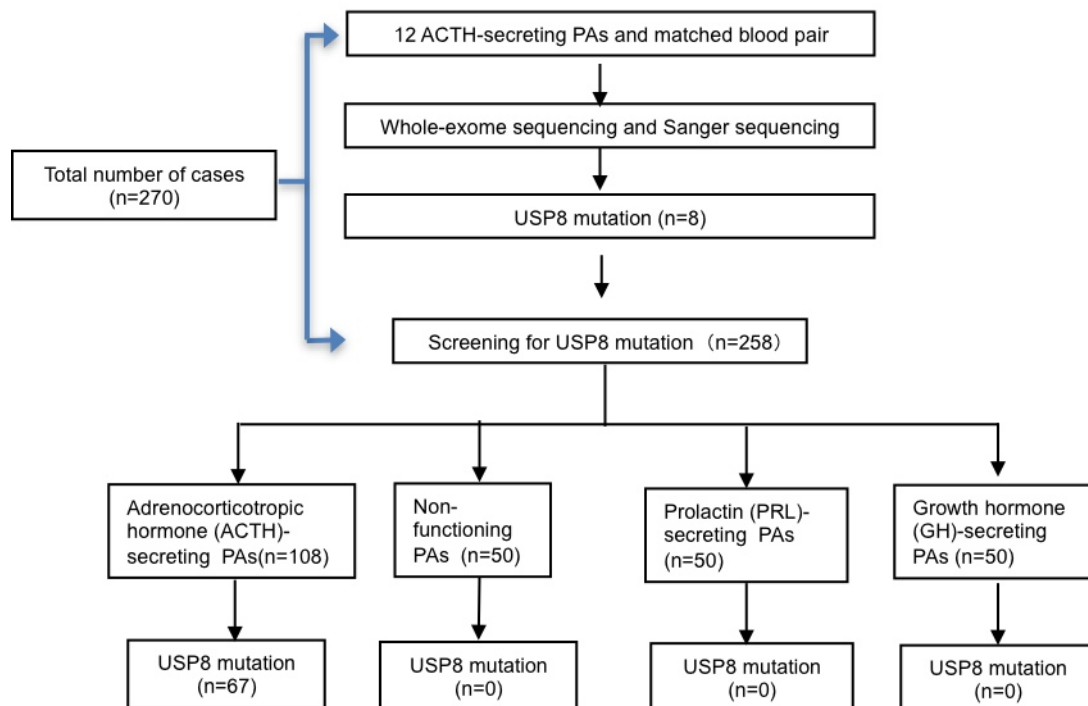 12 ACTH-secreting PAs and matched blood pair
Whole-exome sequencing and Sanger sequencing
Total number of cases
(n=270)
USP8 mutation (n=8)
Screening for USP8 mutation（n=258）
Adrenocorticotropic
hormone (ACTH)-
secreting PAs(n=108)
Non-
functioning
PAs (n=50)
Prolactin (PRL)-
secreting PAs
(n=50)
Growth hormone
(GH)-secreting
PAs (n=50)
USP8 mutation
(n=67)
USP8 mutation
(n=0)
USP8 mutation
(n=0)
USP8 mutation
(n=0)